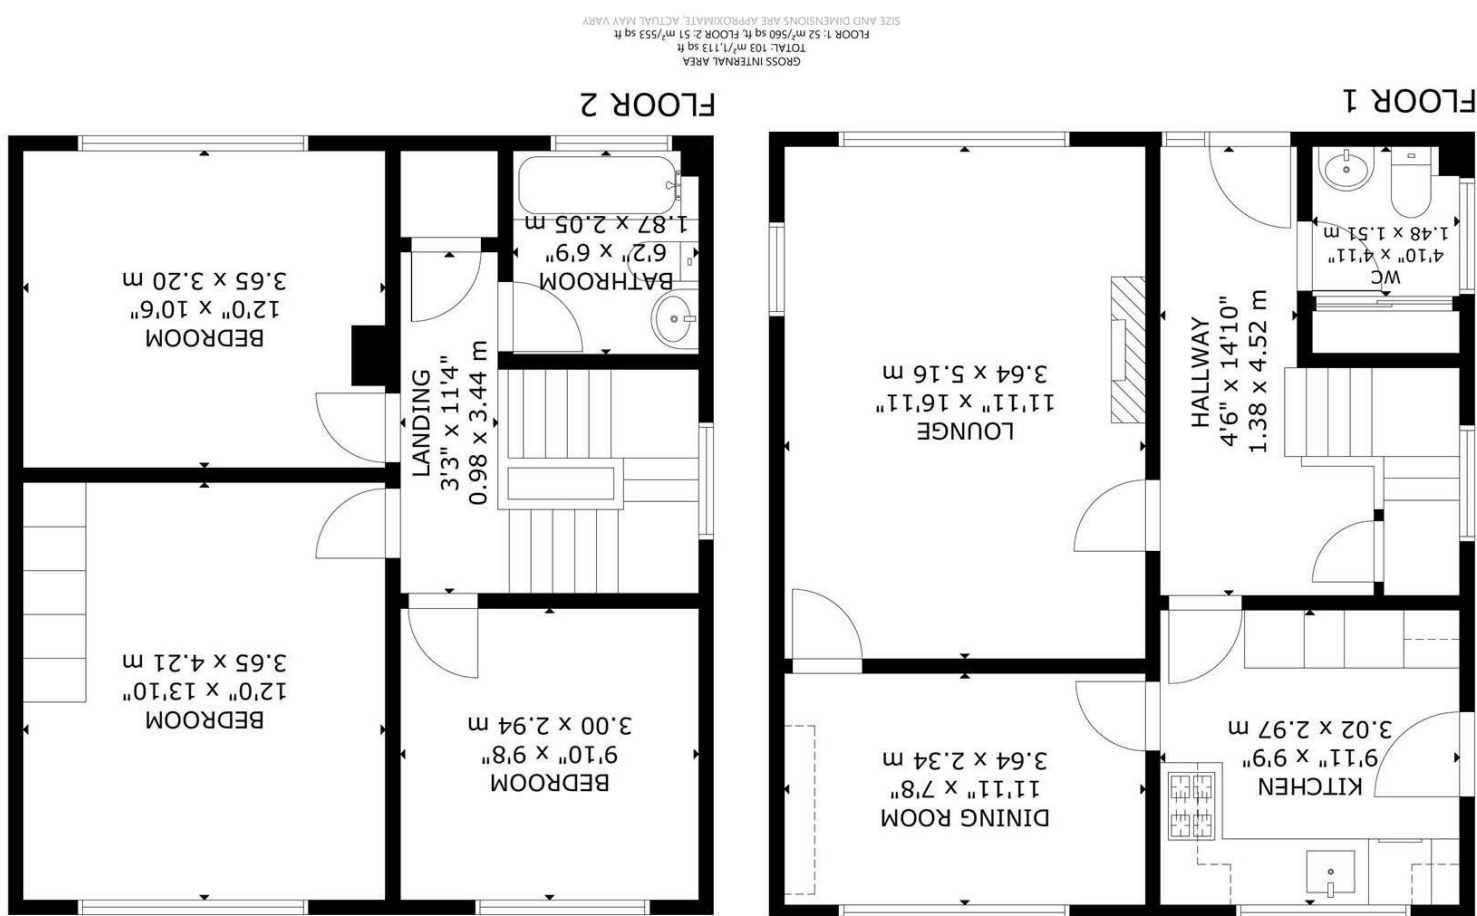 FLOOR 1
KITCHEN
9'11" x 9'9"
3.02 x 2.97 m
DINING ROOM
11'11" x 7'8"
3.64 x 2.34 m
HALLWAY
4'6" x 14'10"
1.38 x 4.52 m
LOUNGE
11'11" x 16'11"
3.64 x 5.16 m
WC
4'10" x 4'11"
1.48 x 1.51 m
FLOOR 2
BEDROOM
9'10" x 9'8"
3.00 x 2.94 m
BEDROOM
12'0" x 13'10"
3.65 x 4.21 m
LANDING
3'3" x 11'4"
0.98 x 3.44 m
BATHROOM
6'2" x 6'9"
1.87 x 2.05 m
BEDROOM
12'0" x 10'6"
3.65 x 3.20 m
GROSS INTERNAL AREA
TOTAL: 103 m²/1,113 sq ft
FLOOR 1: 52 m²/560 sq ft, FLOOR 2: 51 m²/553 sq ft
SIZE AND DIMENSIONS ARE APPROXIMATE, ACTUAL MAY VARY